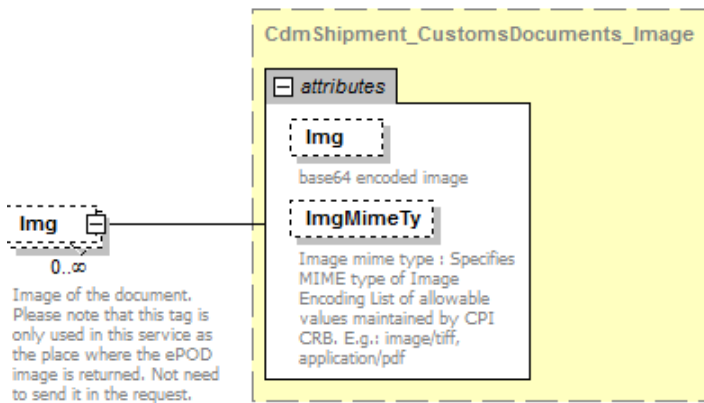 CdmShipment_CustomsDocuments_Image
attributes
Img
base64 encoded image
ImgMimeTy
Image mime type : Specifies
MIME type of Image
Encoding List of allowable
values maintained by CPI
CRB. E.g.: image/tiff,
application/pdf
Img
0..∞
Image of the document.
Please note that this tag is
only used in this service as
the place where the ePOD
image is returned. Not need
to send it in the request.